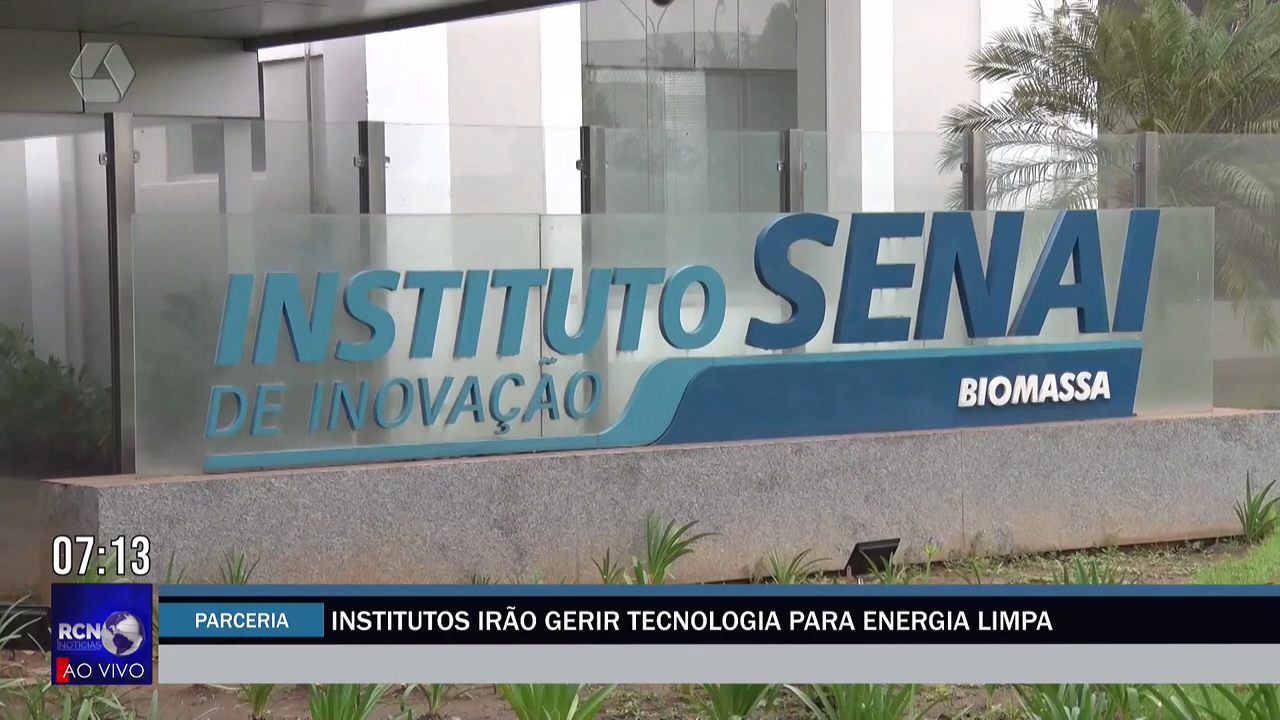 INSTITUTO SENAI
DE INOVAÇÃO
BIOMASSA
07:13
RCN
NOTÍCIAS
AO VIVO
PARCERIA
INSTITUTOS IRÃO GERIR TECNOLOGIA PARA ENERGIA LIMPA